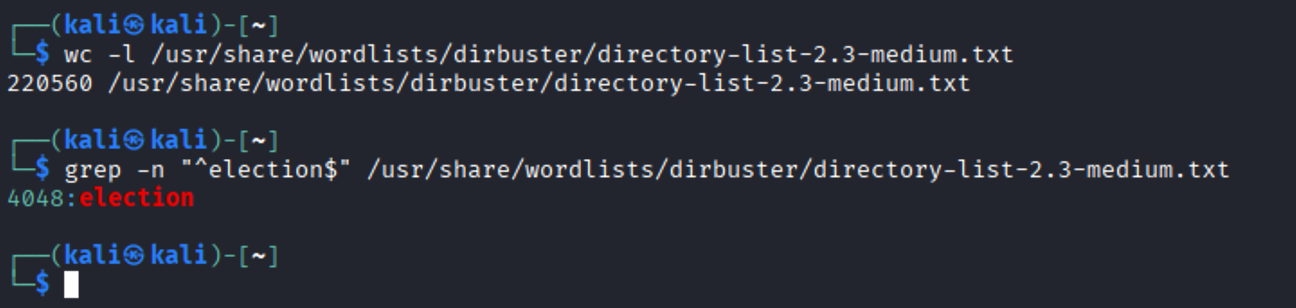 ┌──(kali㉿kali)-[~]
└─$ wc -l /usr/share/wordlists/dirbuster/directory-list-2.3-medium.txt
220560 /usr/share/wordlists/dirbuster/directory-list-2.3-medium.txt
┌──(kali㉿kali)-[~]
└─$ grep -n "^election$" /usr/share/wordlists/dirbuster/directory-list-2.3-medium.txt
4048:election
┌──(kali㉿kali)-[~]
└─$